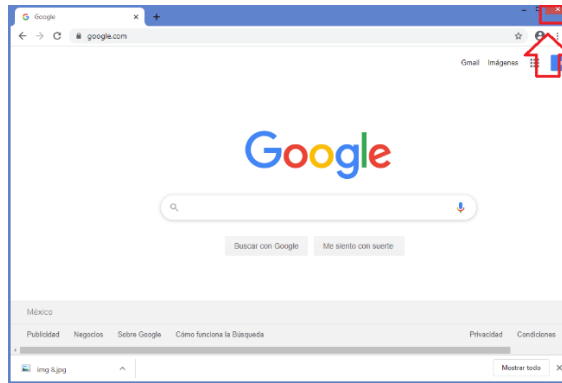 Google
google.com
Gmail Imágenes
Google
Buscar con Google Me siento con suerte
México
Publicidad Negocios Sobre Google Cómo funciona la Búsqueda Privacidad Condiciones
img &.jpg Mostrar todo